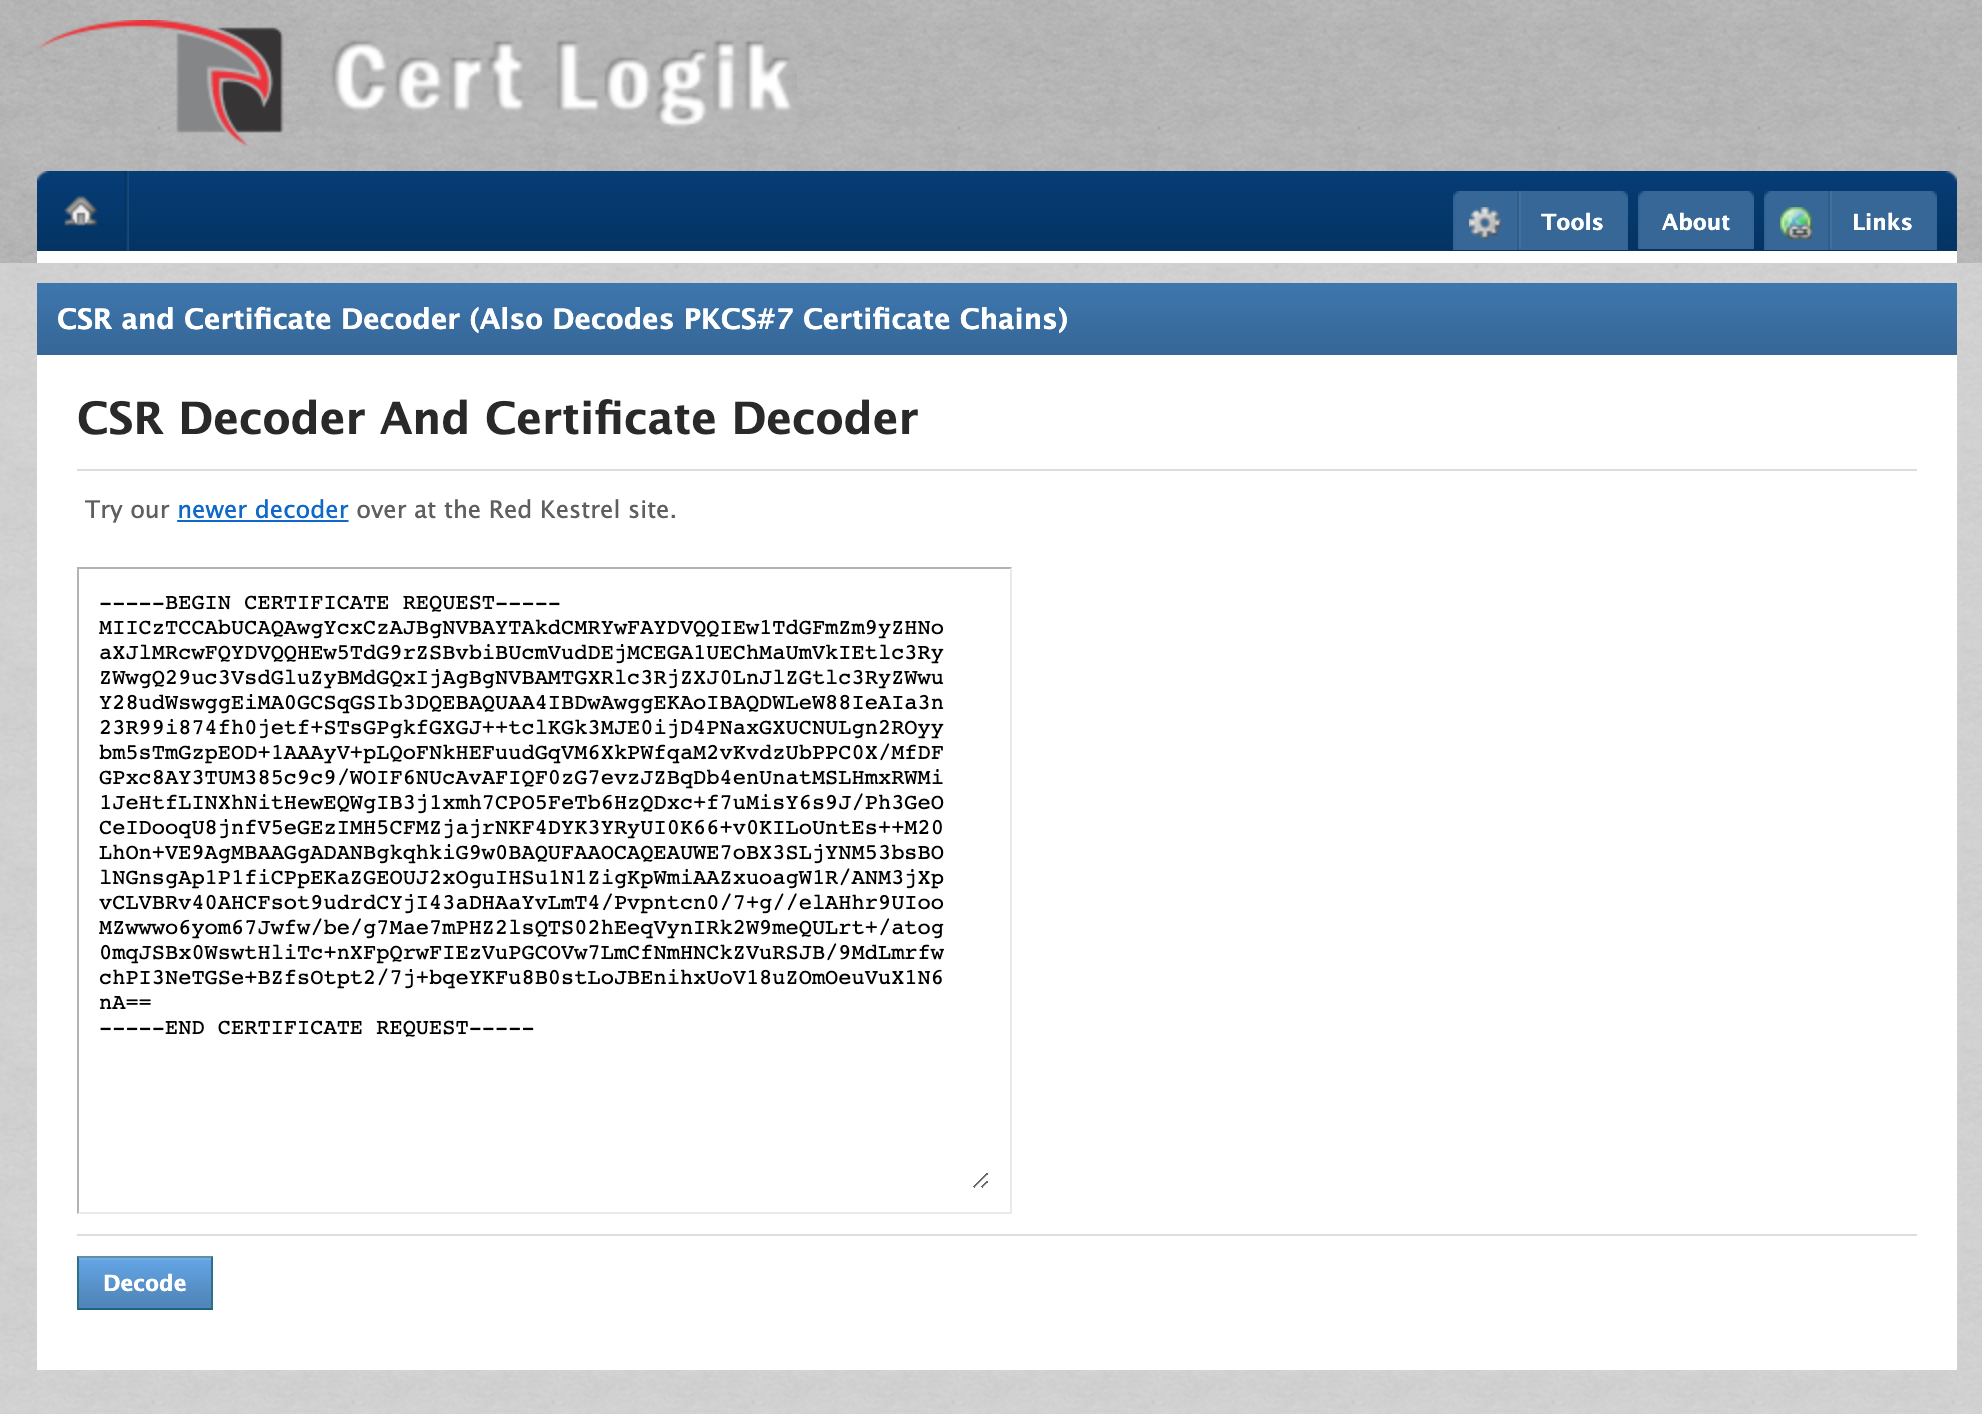 Cert Logik
Tools
About
Links
CSR and Certificate Decoder (Also Decodes PKCS#7 Certificate Chains)
CSR Decoder And Certificate Decoder
Try our newer decoder over at the Red Kestrel site.
-----BEGIN CERTIFICATE REQUEST-----
MIICzTCCAbUCAQAwgYcxCzAJBgNVBAYTAkdCMRYwFAYDVQQIEw1TdGFmZm9yZHNo
aXJlMRcwFQYDVQQHEw5TdG9rZSBvbiBUcmVudDEjMCEGA1UEChMaUmVkIEtlc3Ry
ZWwgQ29uc3VsdGluZyBMdGQxIjAgBgNVBAMTGXRlc3RjZXJ0LnJlZGtlc3RyZWwu
Y28udWswggEiMA0GCSqGSIb3DQEBAQUAA4IBDwAwggEKAoIBAQDWLeW88IeAIa3n
23R99i874fh0jetf+STsGPgkfGXGJ++tclKGk3MJE0ijD4PNaxGXUCNULgn2ROyy
bm5sTmGzpEOD+1AAAyV+pLQoFNkHEFuudGqVM6XkPWfqaM2vKvdzUbPPC0X/MfDF
GPxc8AY3TUM385c9c9/WOIF6NUcAvAFIQF0zG7evzJZBqDb4enUnatMSLHmxRWMi
1JeHtfLINXhNitHewEQWgIB3j1xmh7CPO5FeTb6HzQDxc+f7uMisY6s9J/Ph3GeO
CeIDooqU8jnfV5eGEzIMH5CFMZjajrNKF4DYK3YRyUI0K66+v0KILoUntEs++M20
LhOn+VE9AgMBAAGgADANBgkqhkiG9w0BAQUFAAOCAQEAUWE7oBX3SLjYNM53bsBO
lNGnsgAp1P1fiCPpEKaZGEOUJ2xOguIHSu1N1ZigKpWmiAAZxuoagW1R/ANM3jXp
vCLVBRv40AHCFsot9udrdCYjI43aDHAaYvLmT4/Pvpntcn0/7+g//elAHhr9UIoo
MZwwwo6yom67Jwfw/be/g7Mae7mPHZ2lsQTS02hEeqVynIRk2W9meQULrt+/atog
0mqJSBx0WswtHliTc+nXFpQrwFIEzVuPGCOVw7LmCfNmHNCkZVuRSJB/9MdLmrfw
chPI3NeTGSe+BZfsOtpt2/7j+bqeYKFu8B0stLoJBEnihxUoV18uZOmOeuVuX1N6
nA==
-----END CERTIFICATE REQUEST-----
Decode